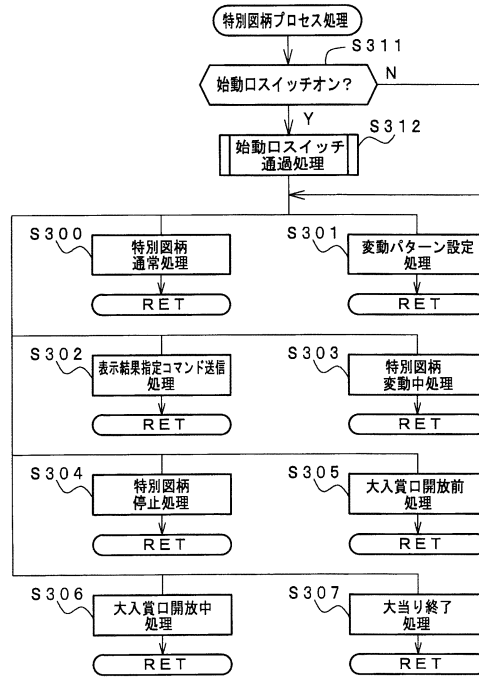 特別図柄プロセス処理
S311
始動口スイッチオン?
N
Y
S312
始動口スイッチ
通過処理
S300
特別図柄
通常処理
RET
S301
変動パターン設定
処理
RET
S302
表示結果指定コマンド送信
処理
RET
S303
特別図柄
変動中処理
RET
S304
特別図柄
停止処理
RET
S305
大入賞口開放前
処理
RET
S306
大入賞口開放中
処理
RET
S307
大当り終了
処理
RET